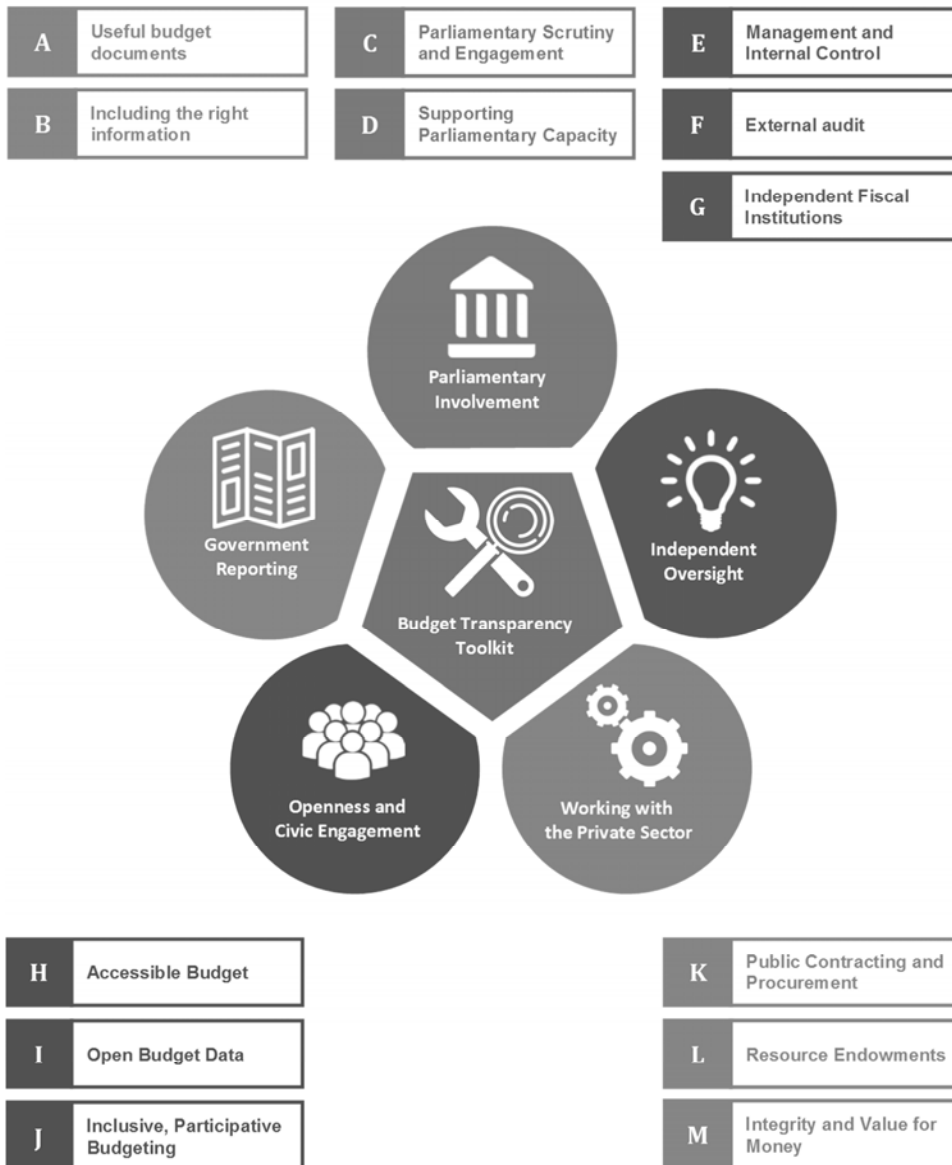 A
Useful budget
documents
B
Including the right
information
C
Parliamentary Scrutiny
and Engagement
D
Supporting
Parliamentary Capacity
E
Management and
Internal Control
F
External audit
G
Independent Fiscal
Institutions
Parliamentary
Involvement
Government
Reporting
Independent
Oversight
Budget Transparency
Toolkit
Openness and
Civic Engagement
Working with
the Private Sector
H
Accessible Budget
I
Open Budget Data
J
Inclusive, Participative
Budgeting
K
Public Contracting and
Procurement
L
Resource Endowments
M
Integrity and Value for
Money